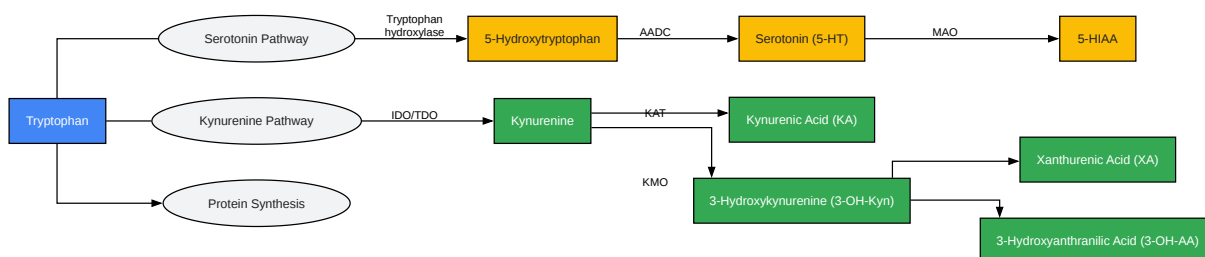 Tryptophan
Serotonin Pathway
Tryptophan
hydroxylase
5-Hydroxytryptophan
AADC
Serotonin (5-HT)
MAO
5-HIAA
Kynurenine Pathway
IDO/TDO
Kynurenine
KAT
Kynurenic Acid (KA)
KMO
3-Hydroxykynurenine (3-OH-Kyn)
Xanthurenic Acid (XA)
3-Hydroxyanthranilic Acid (3-OH-AA)
Protein Synthesis